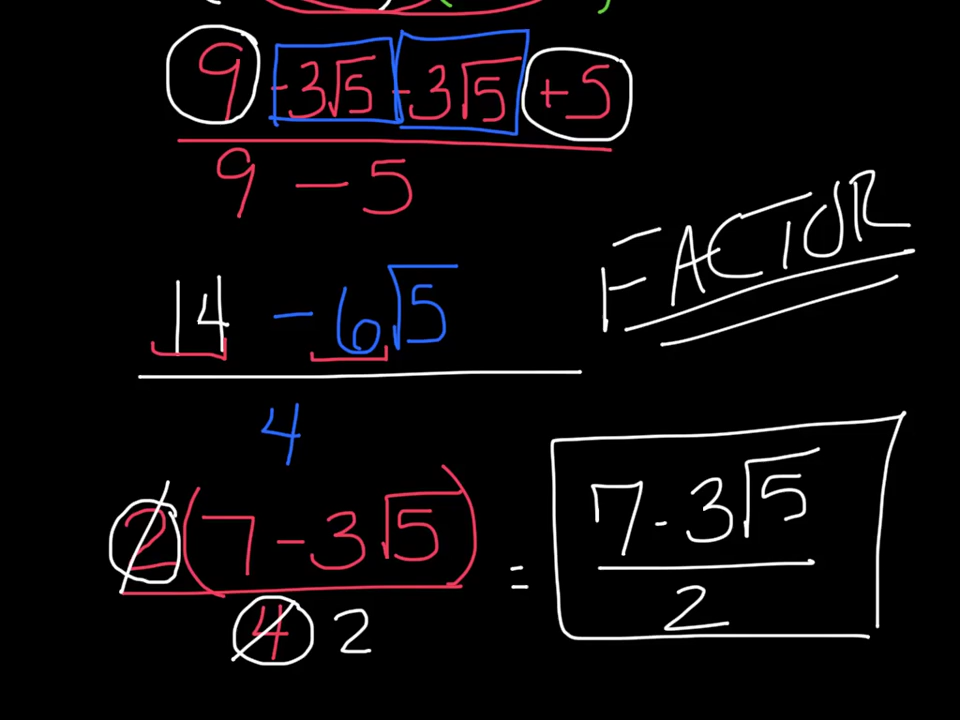 9 -3√5 -3√5 +5
9 - 5
FACTOR
14 - 6√5
4
2(7 - 3√5)
4 2
=
7 - 3√5
2